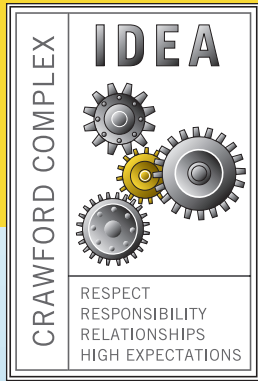 CRAWFORD COMPLEX
IDEA
RESPECT
RESPONSIBILITY
RELATIONSHIPS
HIGH EXPECTATIONS